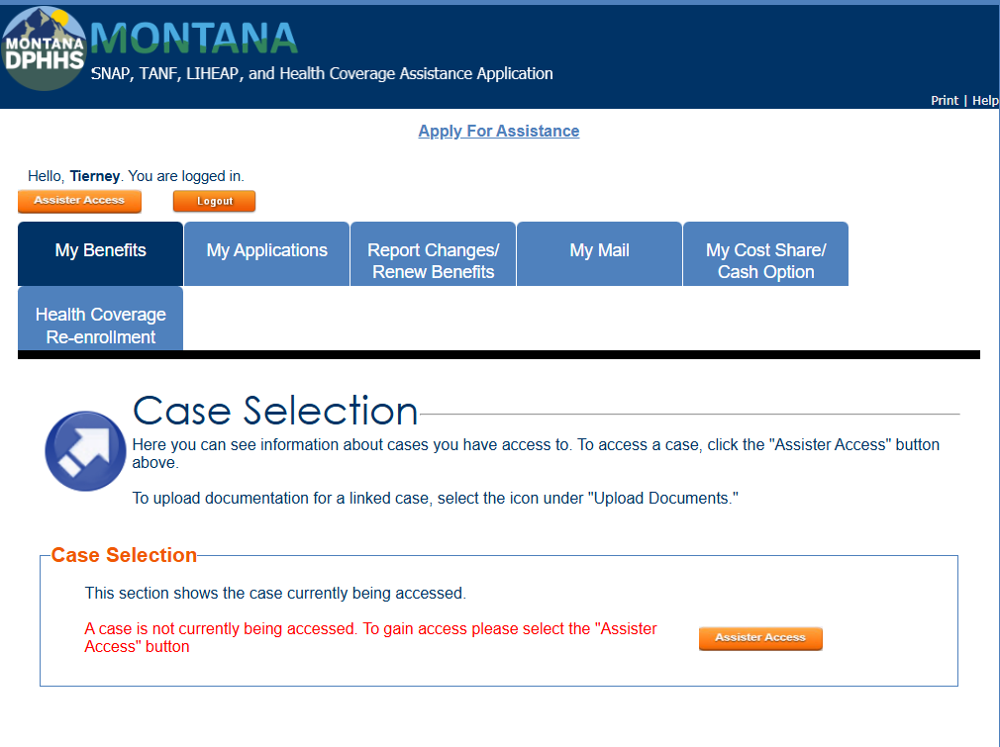 MONTANA
DPHHS
MONTANA
SNAP, TANF, LIHEAP, and Health Coverage Assistance Application
Print | Help
Apply For Assistance
Hello, Tierney. You are logged in.
Assister Access
Logout
My Benefits
My Applications
Report Changes/
Renew Benefits
My Mail
My Cost Share/
Cash Option
Health Coverage
Re-enrollment
Case Selection
Here you can see information about cases you have access to. To access a case, click the "Assister Access" button
above.
To upload documentation for a linked case, select the icon under "Upload Documents."
Case Selection
This section shows the case currently being accessed.
A case is not currently being accessed. To gain access please select the "Assister
Access" button
Assister Access